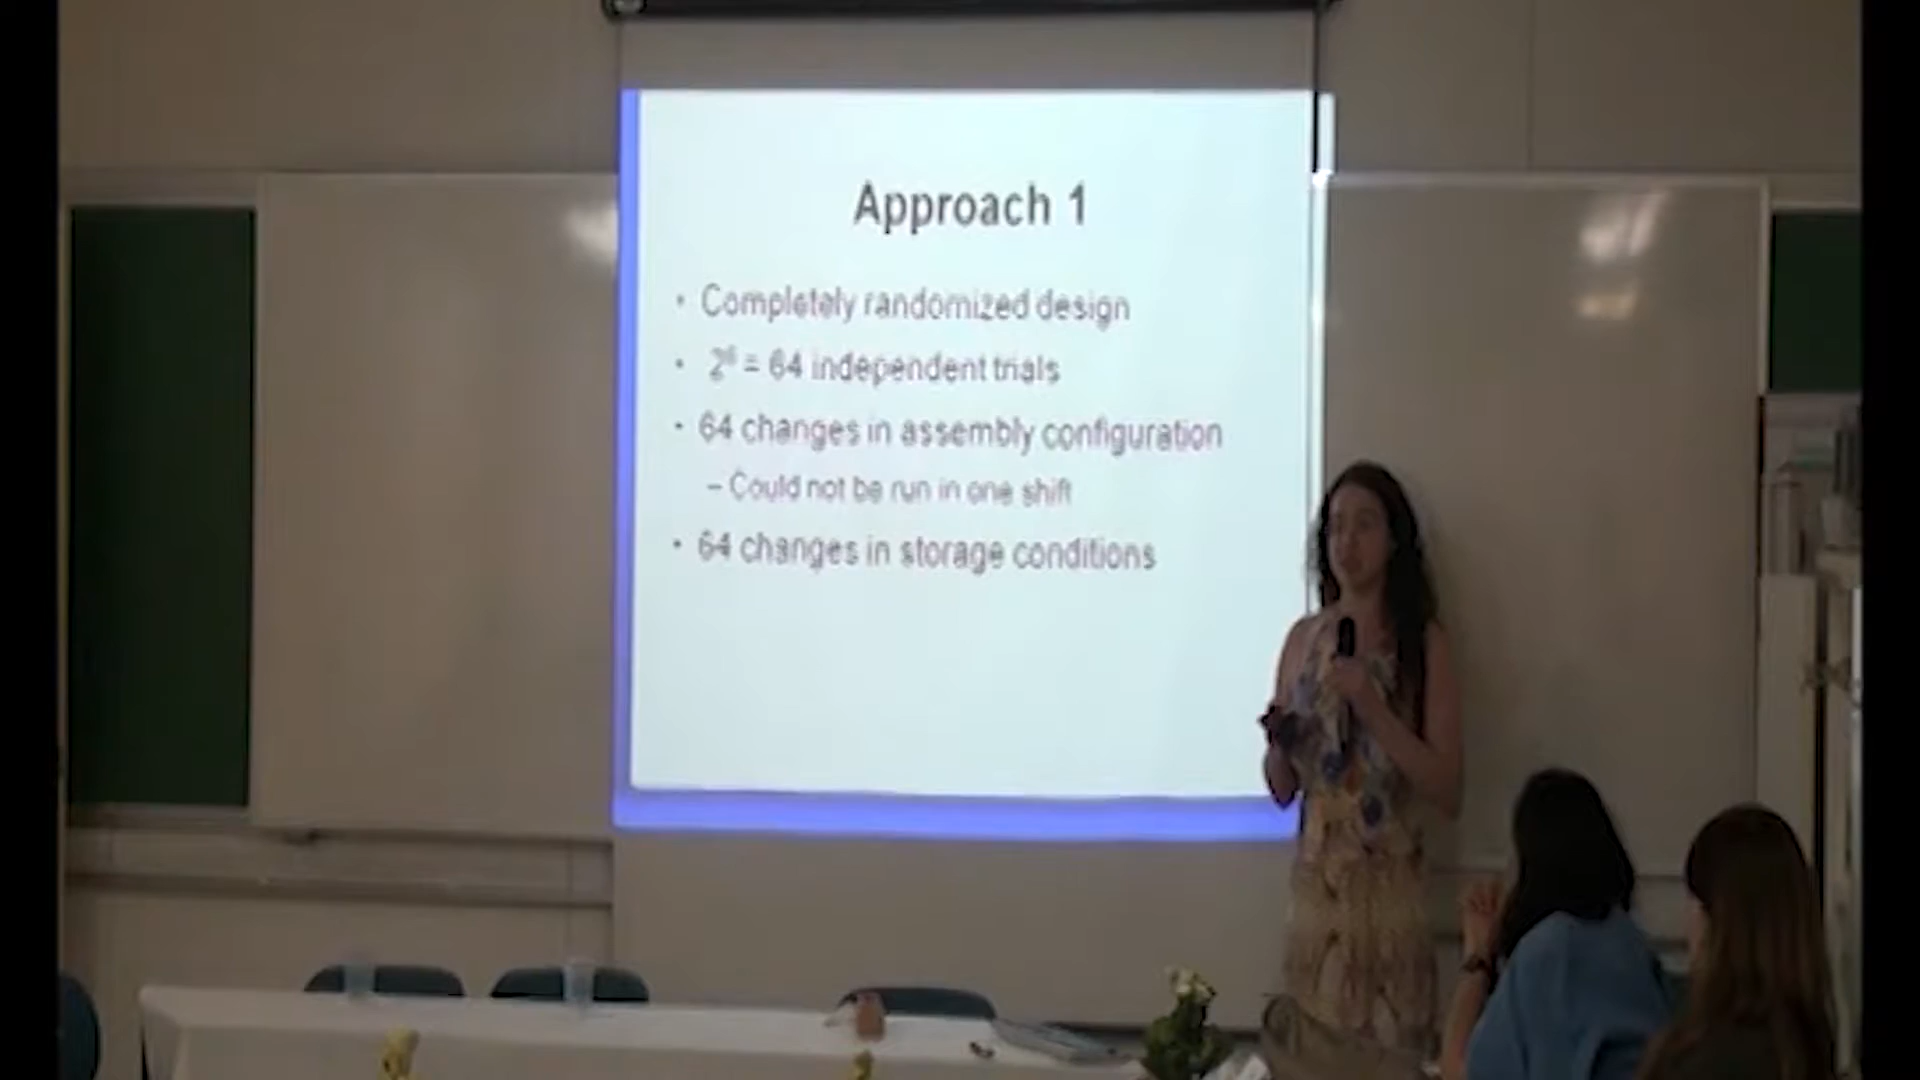 Approach 1
• Completely randomized design
• 2⁶ = 64 independent trials
• 64 changes in assembly configuration
– Could not be run in one shift
• 64 changes in storage conditions